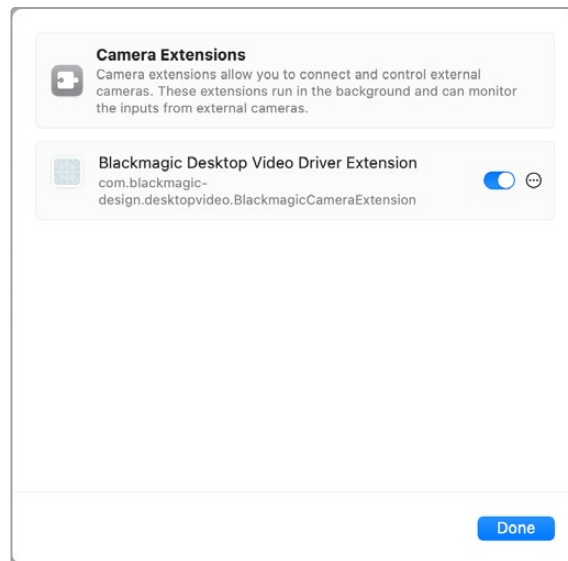 Camera Extensions
Camera extensions allow you to connect and control external
cameras. These extensions run in the background and can monitor
the inputs from external cameras.
Blackmagic Desktop Video Driver Extension
com.blackmagic-
design.desktopvideo.BlackmagicCameraExtension
Done